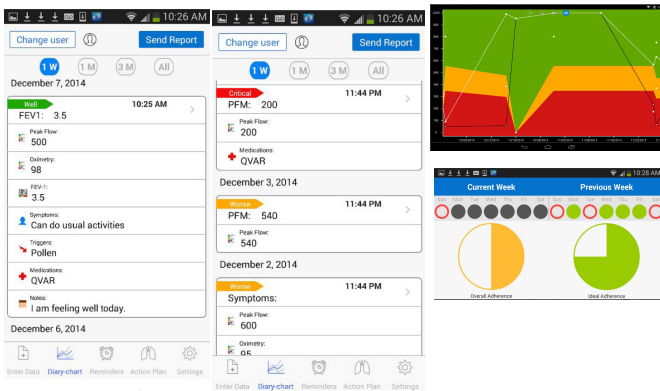 10:26 AM
Change user
Send Report
1 W
1 M
3 M
All
December 7, 2014
Well
10:25 AM
FEV1: 3.5
Peak Flow:
500
Oximetry:
98
FEV-1:
3.5
Symptoms:
Can do usual activities
Triggers:
Pollen
Medications:
QVAR
Notes:
I am feeling well today.
December 6, 2014
Enter Data
Diary-chart
Reminders
Action Plan
Settings
10:26 AM
Change user
Send Report
1 W
1 M
3 M
All
Critical
11:44 PM
PFM: 200
Peak Flow:
200
Medications:
QVAR
December 3, 2014
Worse
11:44 PM
PFM: 540
Peak Flow:
540
December 2, 2014
Worse
11:44 PM
Symptoms:
Peak Flow:
600
Oximetry:
95
Enter Data
Diary-chart
Reminders
Action Plan
Settings
10:28 AM
Current Week
Previous Week
Sun Mon Tue Wed Thu Fri Sat Sun Mon Tue Wed Thu Fri Sat
Overall Adherence
Ideal Adherence